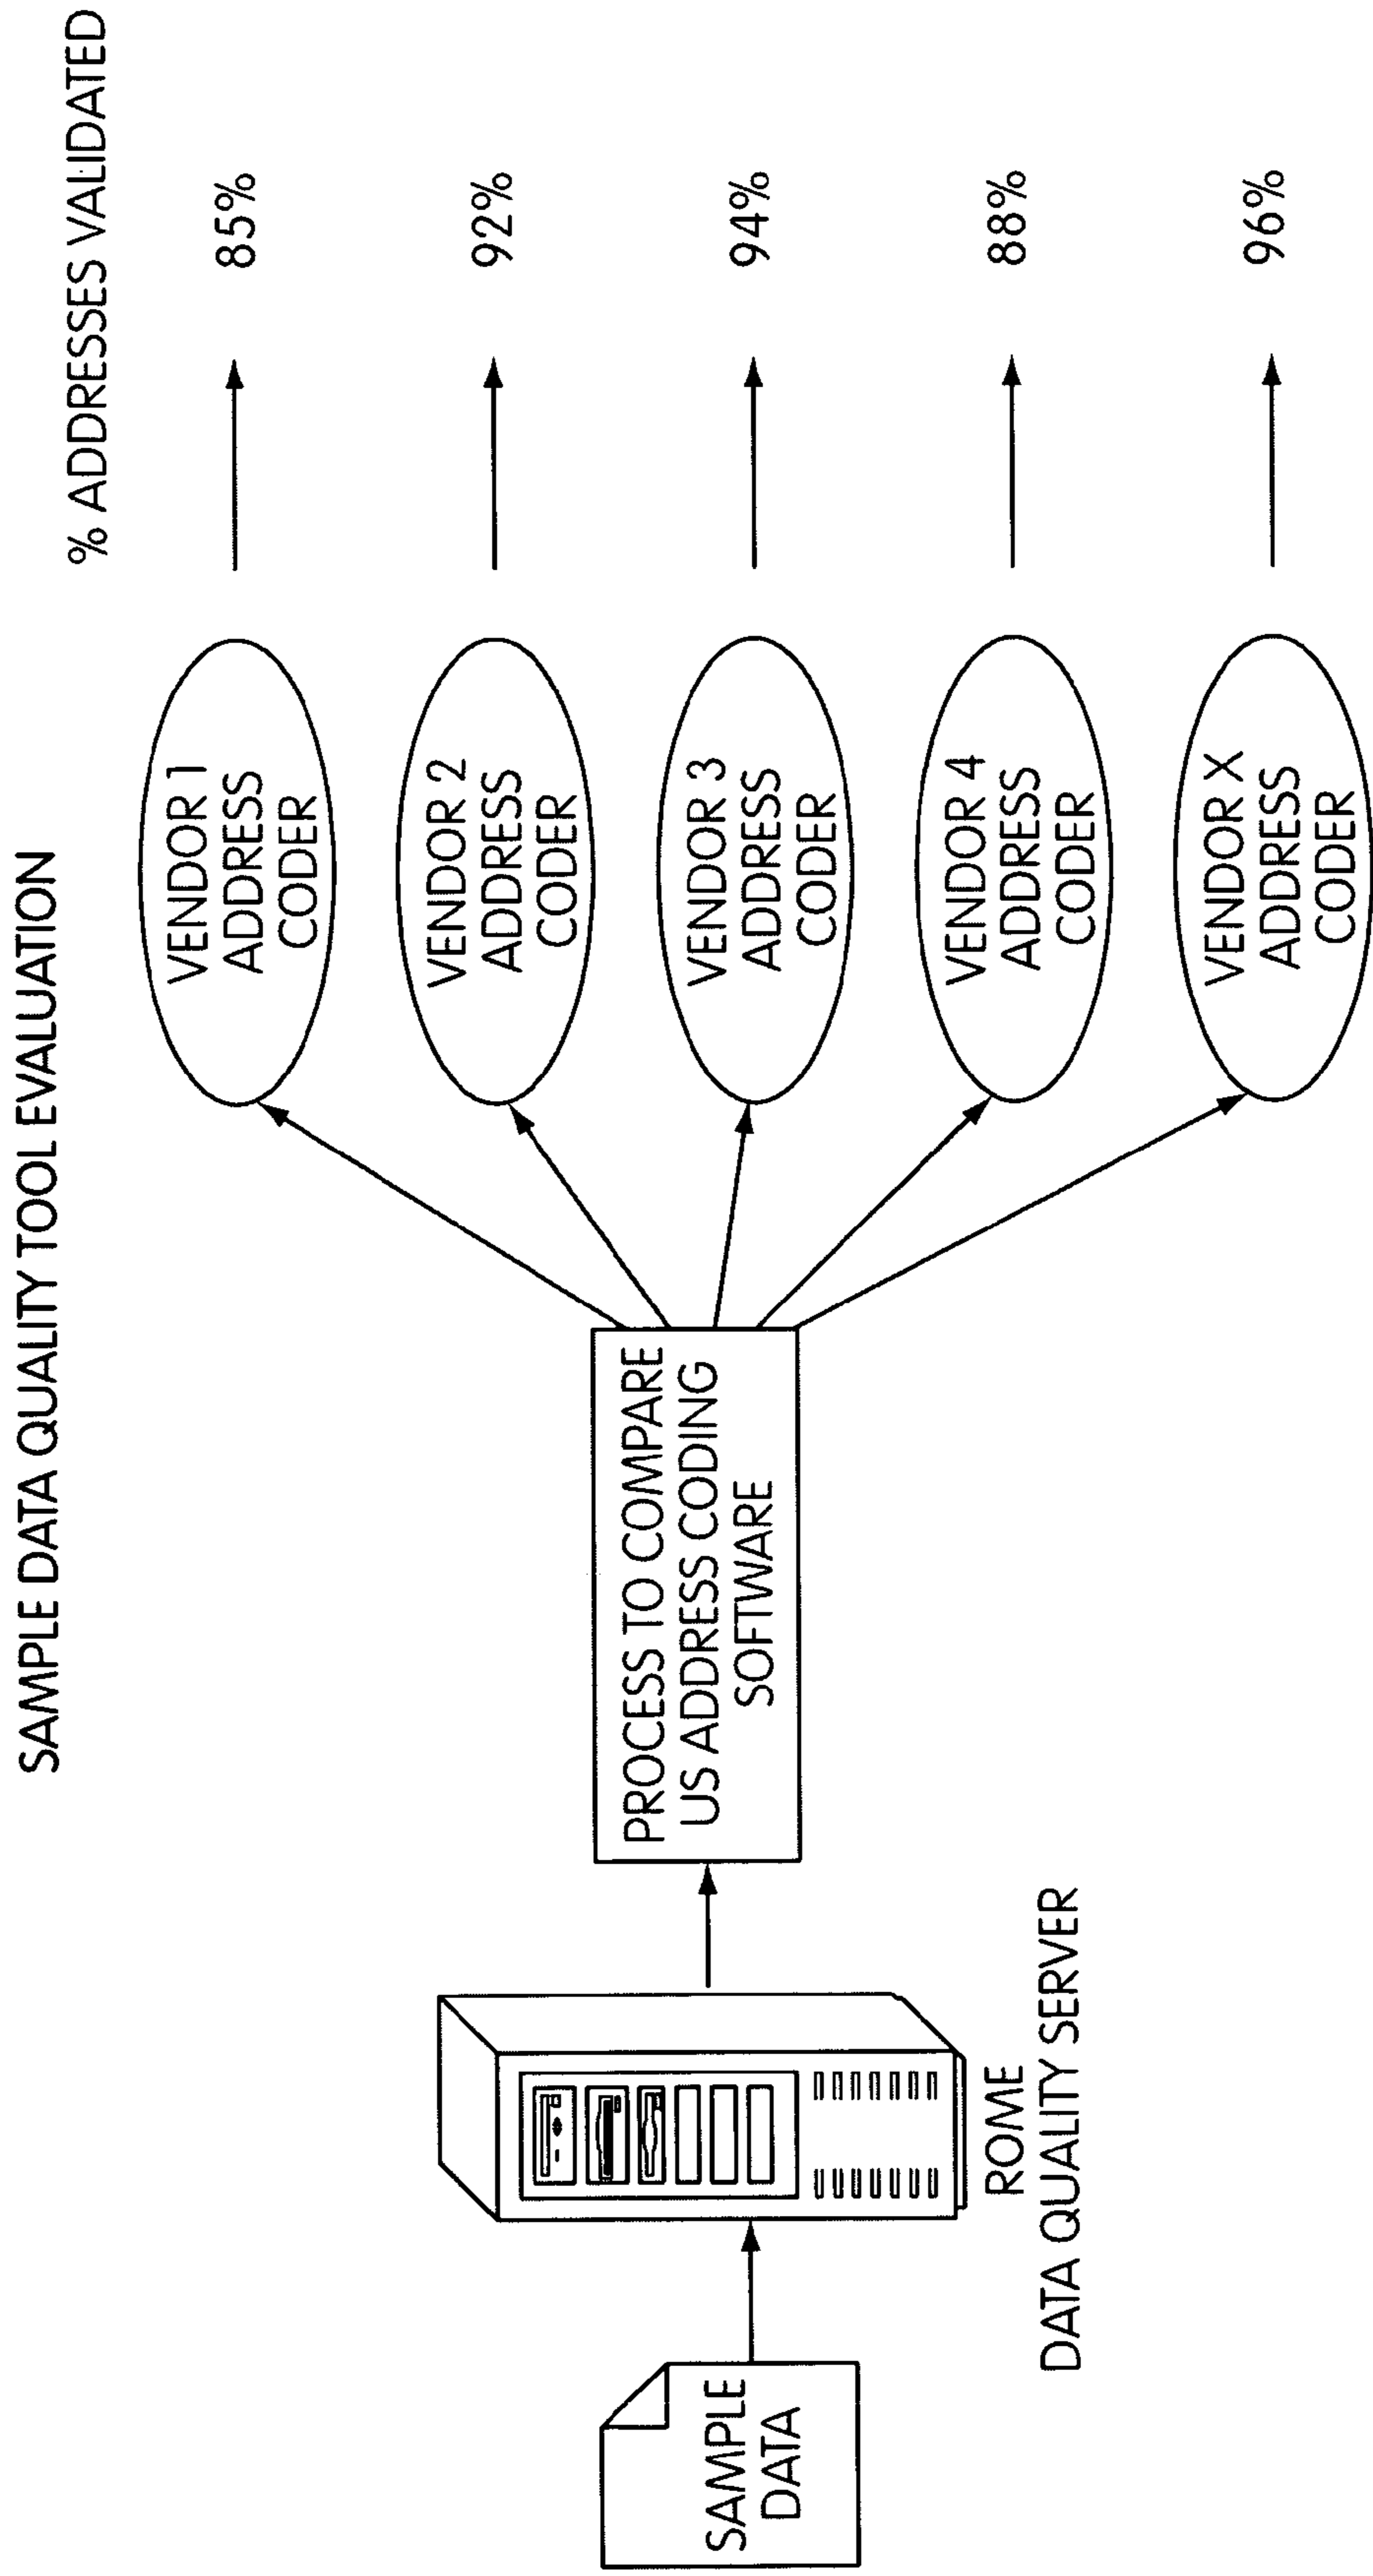 SAMPLE DATA QUALITY TOOL EVALUATION
% ADDRESSES VALIDATED
SAMPLE
DATA
ROME
DATA QUALITY SERVER
PROCESS TO COMPARE
US ADDRESS CODING
SOFTWARE
VENDOR 1
ADDRESS
CODER
85%
VENDOR 2
ADDRESS
CODER
92%
VENDOR 3
ADDRESS
CODER
94%
VENDOR 4
ADDRESS
CODER
88%
VENDOR X
ADDRESS
CODER
96%